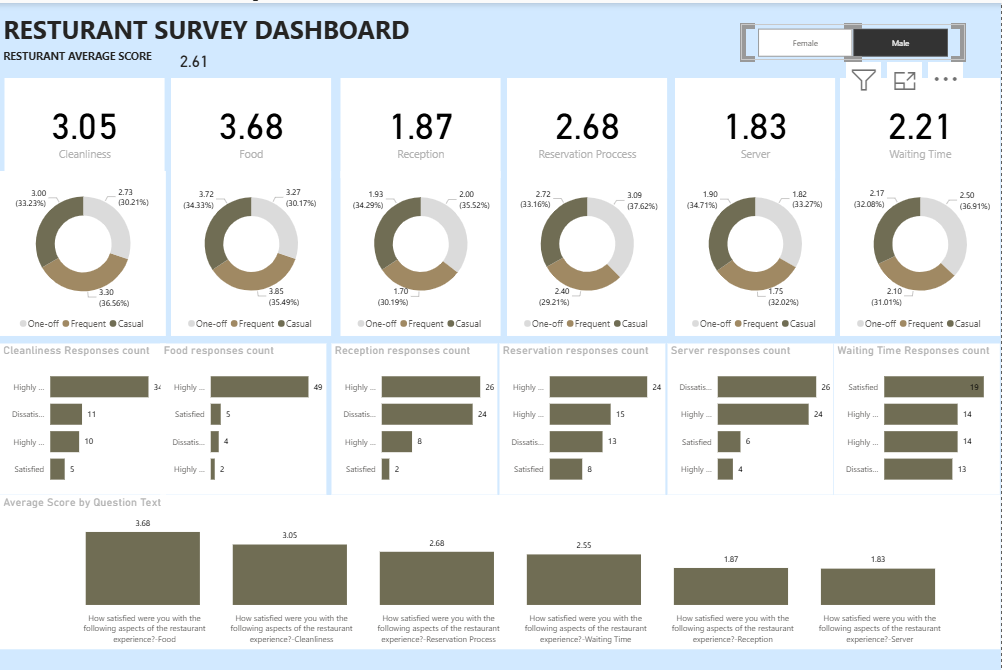 RESTURANT SURVEY DASHBOARD
RESTURANT AVERAGE SCORE 2.61
Female Male
3.05 3.68 1.87 2.68 1.83 2.21
Cleanliness Food Reception Reservation Proccess Server Waiting Time
3.00 (33.23%) 2.73 (30.21%) 3.30 (36.56%)
One-off Frequent Casual
3.72 (34.33%) 3.27 (30.17%) 3.85 (35.49%)
One-off Frequent Casual
1.93 (34.29%) 2.00 (35.52%) 1.70 (30.19%)
One-off Frequent Casual
2.72 (33.16%) 3.09 (37.62%) 2.40 (29.21%)
One-off Frequent Casual
1.90 (34.71%) 1.82 (33.27%) 1.75 (32.02%)
One-off Frequent Casual
2.17 (32.08%) 2.50 (36.91%) 2.10 (31.01%)
One-off Frequent Casual
Cleanliness Responses count
Highly ... 34
Dissatis... 11
Highly ... 10
Satisfied 5
Food responses count
Highly ... 49
Satisfied 5
Dissatis... 4
Highly ... 2
Reception responses count
Highly ... 26
Dissatis... 24
Highly ... 8
Satisfied 2
Reservation responses count
Highly ... 24
Highly ... 15
Dissatis... 13
Satisfied 8
Server responses count
Dissatis... 26
Highly ... 24
Satisfied 6
Highly ... 4
Waiting Time Responses count
Satisfied 19
Highly ... 14
Highly ... 14
Dissatis... 13
Average Score by Question Text
3.68
How satisfied were you with the
following aspects of the restaurant
experience?-Food
3.05
How satisfied were you with the
following aspects of the restaurant
experience?-Cleanliness
2.68
How satisfied were you with the
following aspects of the restaurant
experience?-Reservation Process
2.55
How satisfied were you with the
following aspects of the restaurant
experience?-Waiting Time
1.87
How satisfied were you with the
following aspects of the restaurant
experience?-Reception
1.83
How satisfied were you with the
following aspects of the restaurant
experience?-Server